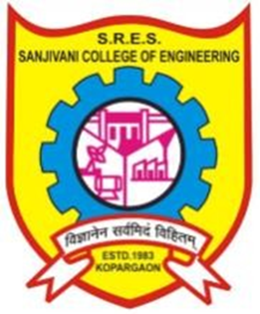 S.R.E.S.
SANJIVANI COLLEGE OF ENGINEERING
विज्ञानेन सर्वमिदं विहितम्
ESTD.1983
KOPARGAON